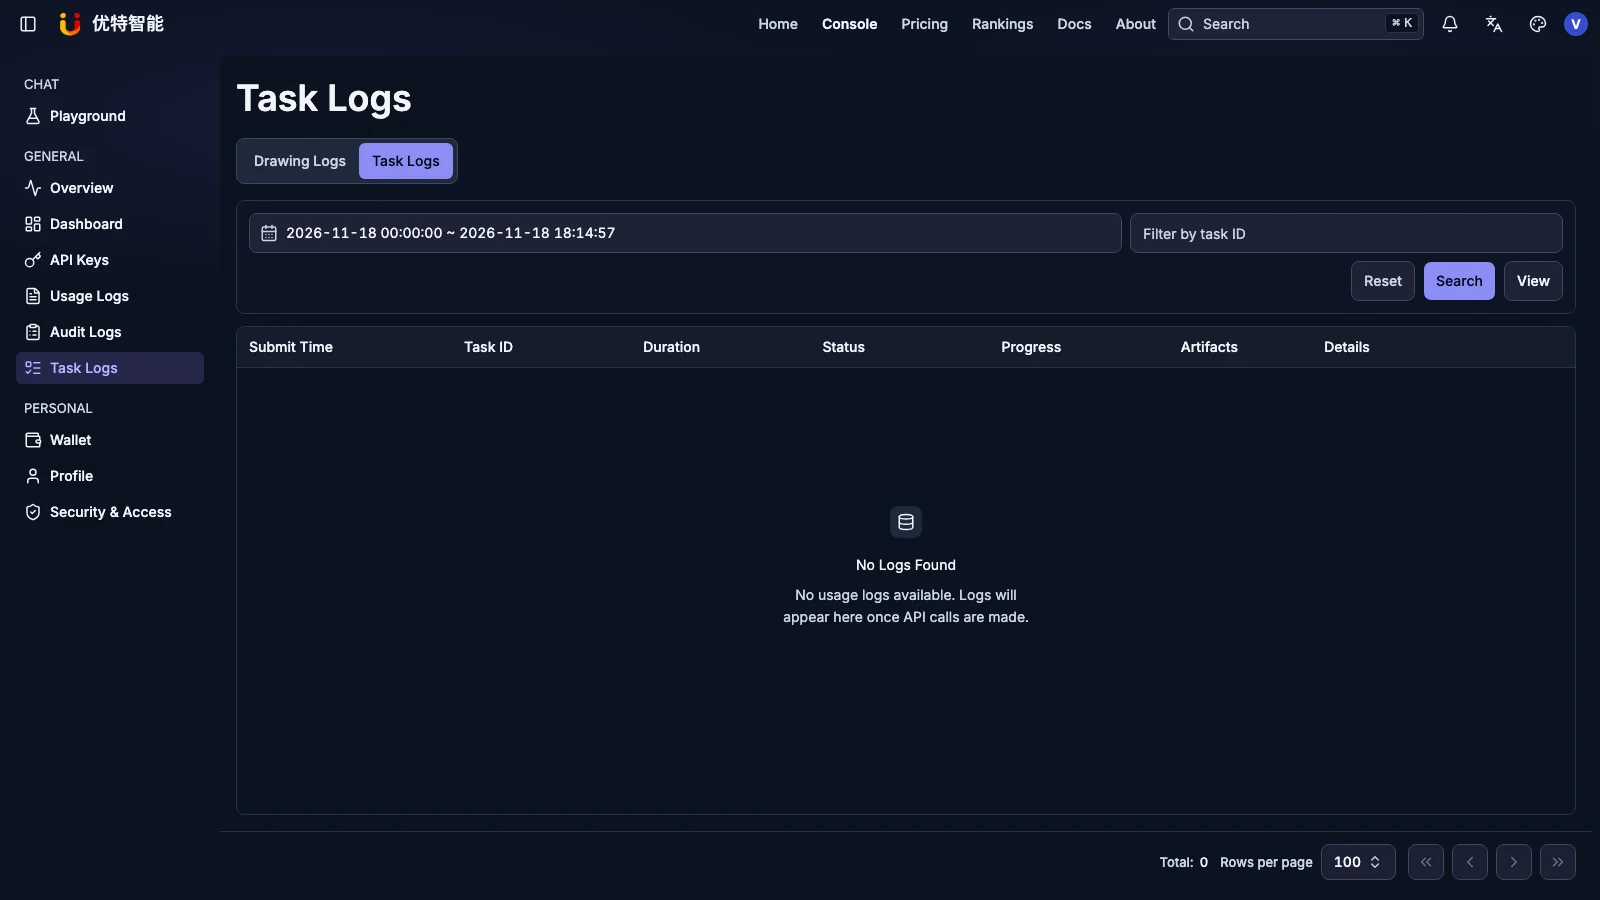 优特智能
Home
Console
Pricing
Rankings
Docs
About
Search
⌘ K
V
CHAT
Playground
GENERAL
Overview
Dashboard
API Keys
Usage Logs
Audit Logs
Task Logs
PERSONAL
Wallet
Profile
Security & Access
Task Logs
Drawing Logs
Task Logs
2026-11-18 00:00:00 ~ 2026-11-18 18:14:57
Filter by task ID
Reset
Search
View
Submit Time
Task ID
Duration
Status
Progress
Artifacts
Details
No Logs Found
No usage logs available. Logs will
appear here once API calls are made.
Total: 0
Rows per page
100